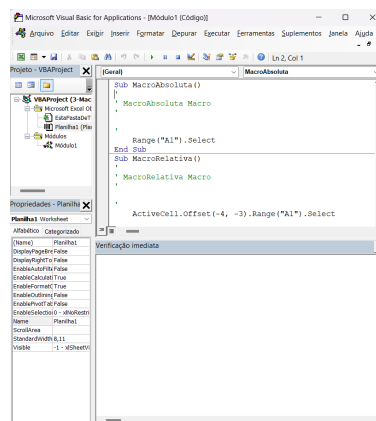 Microsoft Visual Basic for Applications - [Módulo1 (Código)]
Arquivo Editar Exibir Inserir Formatar Depurar Executar Ferramentas Suplementos Janela Ajuda
Ln 2, Col 1
Projeto - VBAProject
VBAProject (3-Mac
Microsoft Excel Ob
EstaPastaDeT
Planilha1 (Plan
Módulos
Módulo1
(Geral)
MacroAbsoluta
Sub MacroAbsoluta()
'
' MacroAbsoluta Macro
'
'
Range("A1").Select
End Sub
Sub MacroRelativa()
'
' MacroRelativa Macro
'
'
ActiveCell.Offset(-4, -3).Range("A1").Select
Propriedades - Planilha
Planilha1 Worksheet
Alfabético Categorizado
(Name) Planilha1
DisplayPageBre False
DisplayRightTo False
EnableAutoFilte False
EnableCalculati True
EnableFormatC True
EnableOutlining False
EnablePivotTab False
EnableSelection 0 - xlNoRestri
Name Planilha1
ScrollArea
StandardWidth 8,11
Visible -1 - xlSheetVi
Verificação imediata